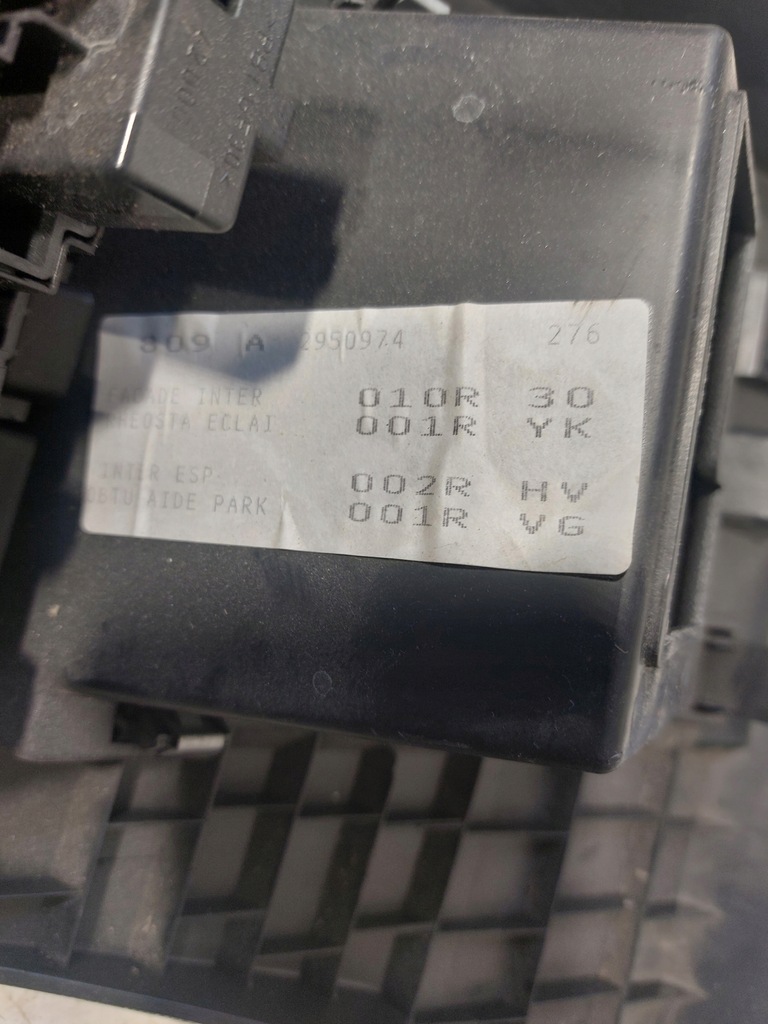 309 A 2950974 276
FACADE INTER 010R 30
RHEOSTA ECLAI 001R YK
INTER ESP 002R HV
OBTU AIDE PARK 001R VG